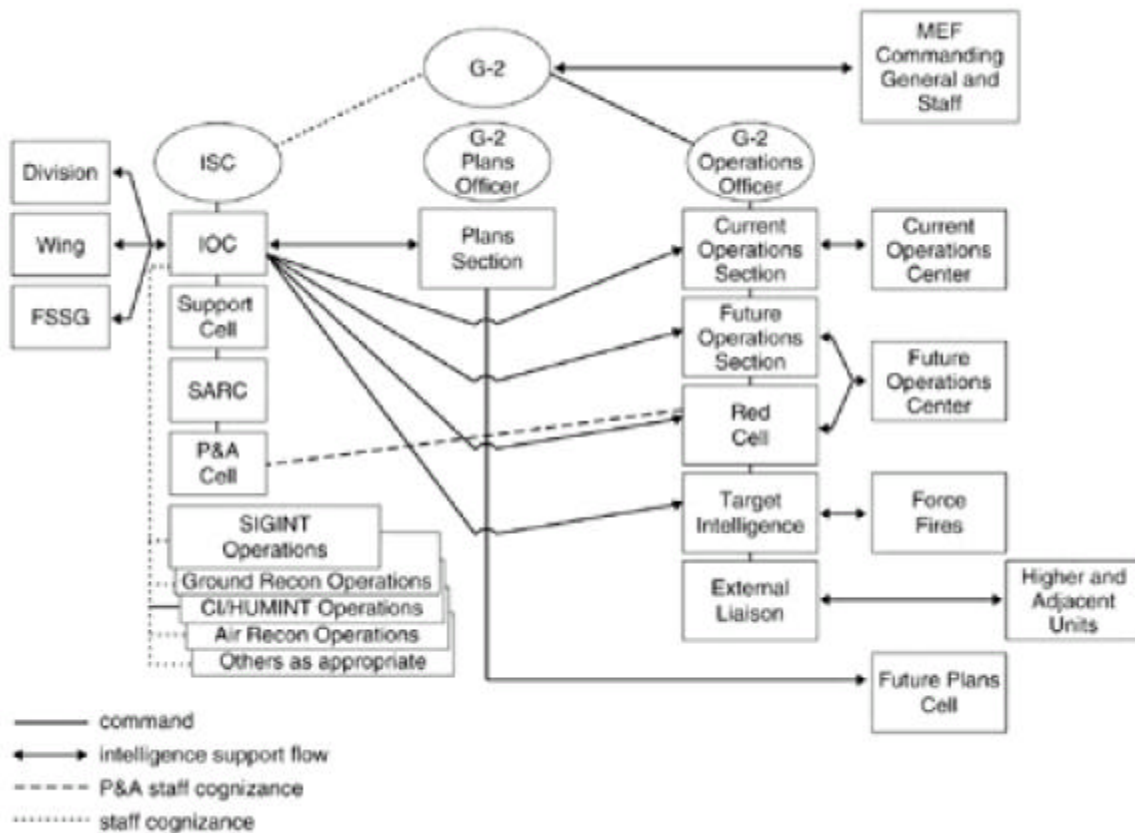 G-2
MEF
Commanding
General and
Staff
ISC
G-2
Plans
Officer
G-2
Operations
Officer
Division
Wing
FSSG
IOC
Plans
Section
Current
Operations
Section
Current
Operations
Center
Support
Cell
Future
Operations
Section
Future
Operations
Center
SARC
Red
Cell
P&A
Cell
Target
Intelligence
Force
Fires
SIGINT
Operations
Ground Recon Operations
CI/HUMINT Operations
Air Recon Operations
Others as appropriate
External
Liaison
Higher and
Adjacent
Units
Future Plans
Cell
command
intelligence support flow
P&A staff cognizance
staff cognizance